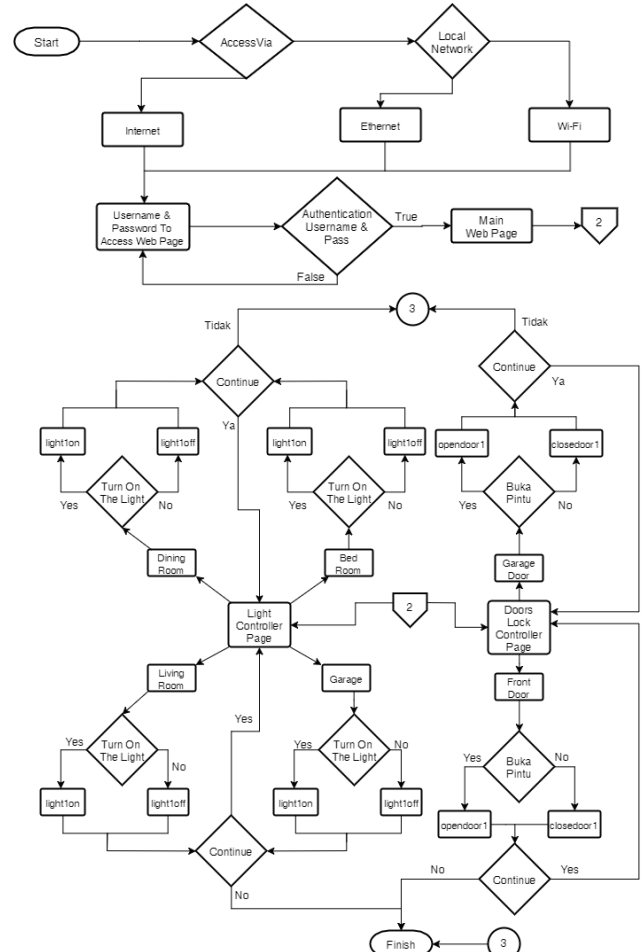 Start
AccessVia
Local
Network
Internet
Ethernet
Wi-Fi
Username &
Password To
Access Web Page
Authentication
Username &
Pass
True
False
Main
Web Page
2
3
Tidak
Tidak
Continue
Ya
Continue
Ya
light1on
light1off
light1on
light1off
opendoor1
closedoor1
Turn On
The Light
Yes
No
Turn On
The Light
Yes
No
Buka
Pintu
Yes
No
Dining
Room
Bed
Room
Garage
Door
Light
Controller
Page
2
Doors
Lock
Controller
Page
Living
Room
Garage
Front
Door
Yes
Yes
Turn On
The Light
No
Yes
Turn On
The Light
No
Yes
Buka
Pintu
No
light1on
light1off
light1on
light1off
opendoor1
closedoor1
Continue
No
Continue
No
Yes
Finish
3